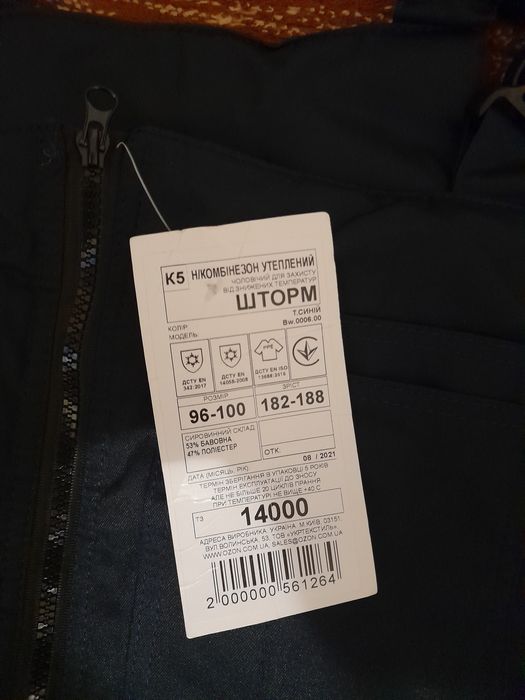 К5 НІКОМБІНЕЗОН УТЕПЛЕНИЙ
ЧОЛОВІЧИЙ ДЛЯ ЗАХИСТУ
ВІД ЗНИЖЕНИХ ТЕМПЕРАТУР
ШТОРМ
КОЛІР: Т.СИНІЙ
МОДЕЛЬ: Bw.0006.00
PPE
ДСТУ EN
342:2017
ДСТУ EN
14058:2008
ДСТУ EN ISO
13688:2016
РОЗМІР
96-100
ЗРІСТ
182-188
СИРОВИННИЙ СКЛАД
53% БАВОВНА
47% ПОЛІЕСТЕР
ОТК:
ДАТА (МІСЯЦЬ, РІК): 08 / 2021
ТЕРМІН ЗБЕРІГАННЯ В УПАКОВЦІ 5 РОКІВ
ТЕРМІН ЕКСПЛУАТАЦІЇ ДО ЗНОСУ
АЛЕ НЕ БІЛЬШЕ 20 ЦИКЛІВ ПРАННЯ
ПРИ ТЕМПЕРАТУРІ НЕ ВИЩЕ +40 С
ТЗ 14000
АДРЕСА ВИРОБНИКА: УКРАЇНА, М.КИЇВ, 03151,
ВУЛ.ВОЛИНСЬКА, 53, ТОВ «УКРТЕКСТИЛЬ»,
WWW.OZON.COM.UA, SALES@OZON.COM.UA
2 000000 561264